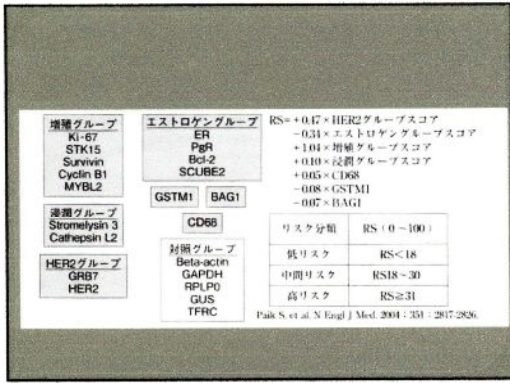 増殖グループ
Ki-67
STK15
Survivin
Cyclin B1
MYBL2
浸潤グループ
Stromelysin 3
Cathepsin L2
HER2グループ
GRB7
HER2
エストロゲングループ
ER
PgR
Bcl-2
SCUBE2
GSTM1 BAG1
CD68
対照グループ
Beta-actin
GAPDH
RPLP0
GUS
TFRC
RS= +0.47×HER2グループスコア
-0.34×エストロゲングループスコア
+1.04×増殖グループスコア
+0.10×浸潤グループスコア
+0.05×CD68
-0.08×GSTM1
-0.07×BAG1
リスク分類 RS（0~100）
低リスク RS<18
中間リスク RS18~30
高リスク RS≧31
Paik S, et al. N Engl J Med. 2004；351：2817-2826.